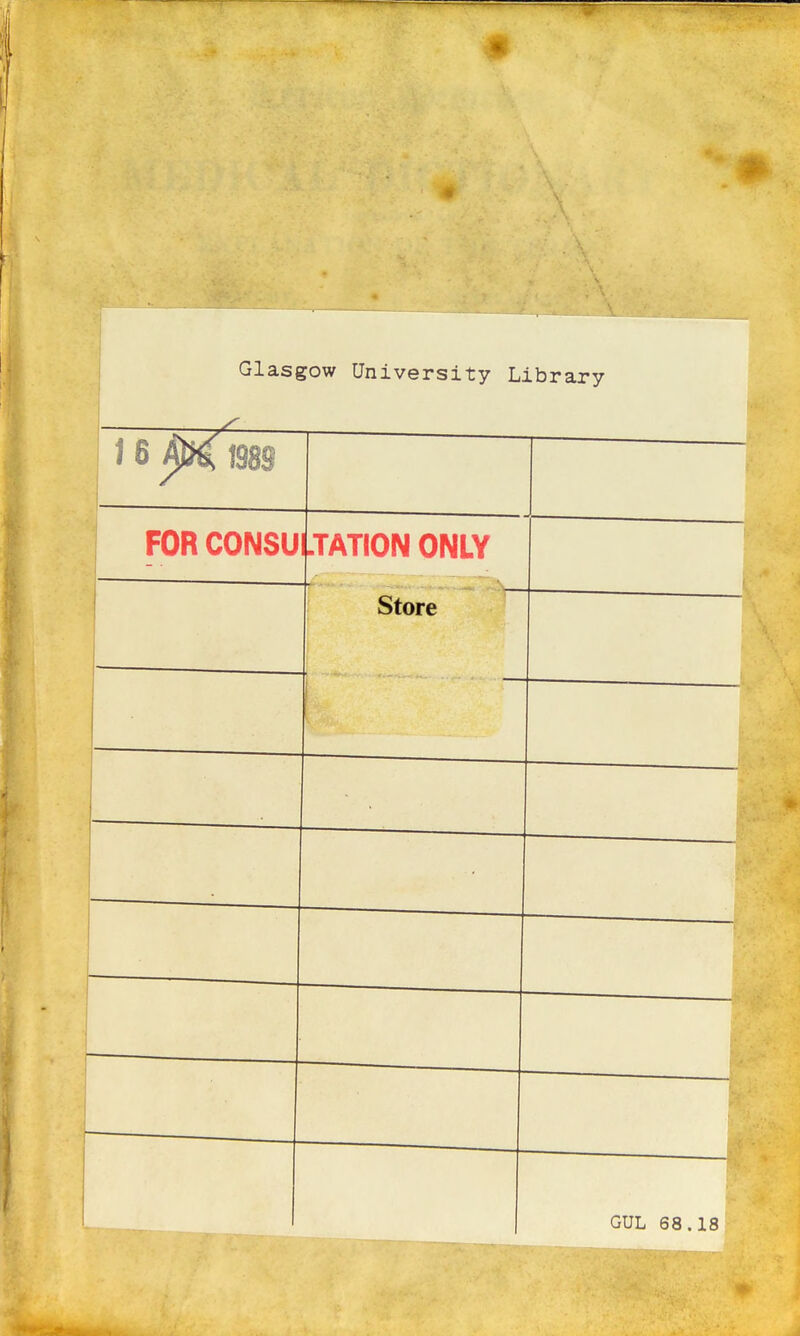 Glasgow University Library
16 1989
FOR CONSULTATION ONLY
Store
GUL 68.18